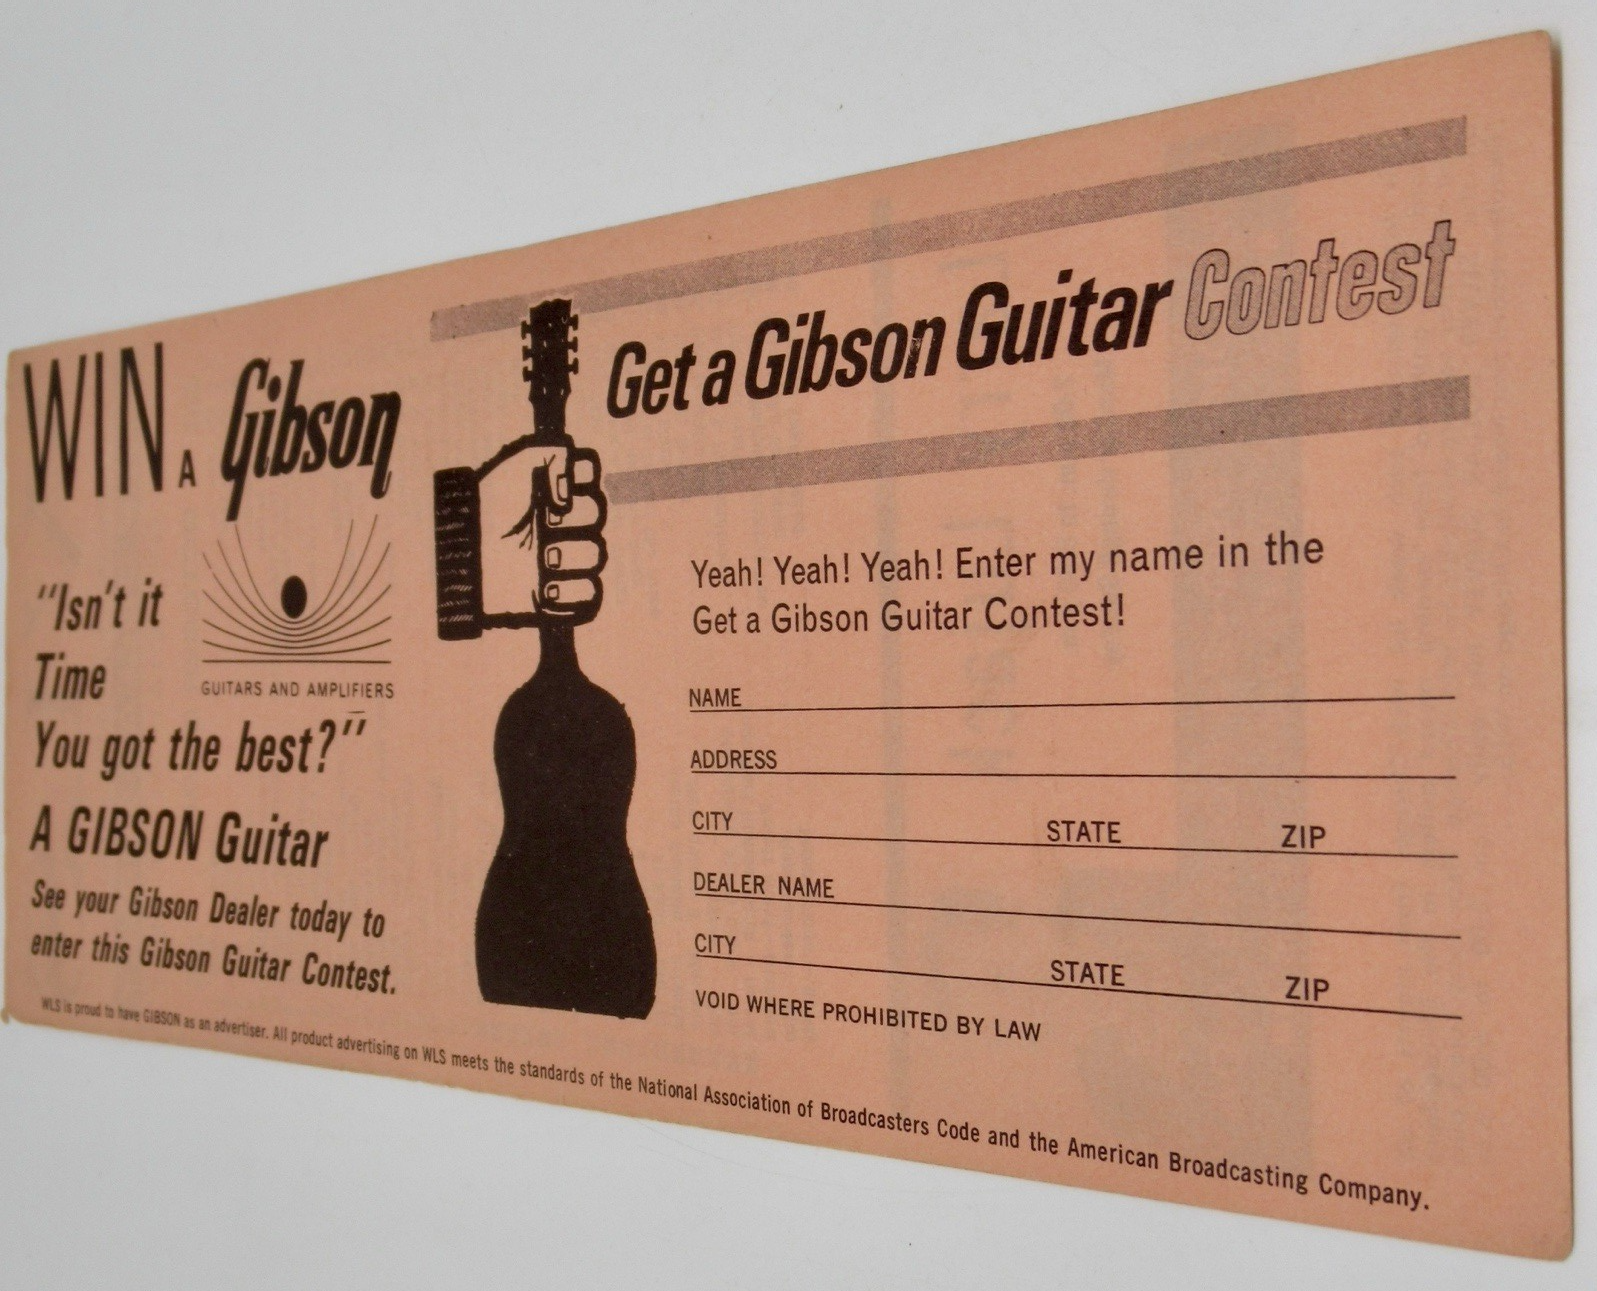 WIN A Gibson
GUITARS AND AMPLIFIERS
"Isn't it
Time
You got the best?"
A GIBSON Guitar
See your Gibson Dealer today to
enter this Gibson Guitar Contest.
Get a Gibson Guitar Contest
Yeah! Yeah! Yeah! Enter my name in the
Get a Gibson Guitar Contest!
NAME
ADDRESS
CITY STATE ZIP
DEALER NAME
CITY STATE ZIP
VOID WHERE PROHIBITED BY LAW
WLS is proud to have GIBSON as an advertiser. All product advertising on WLS meets the standards of the National Association of Broadcasters Code and the American Broadcasting Company.